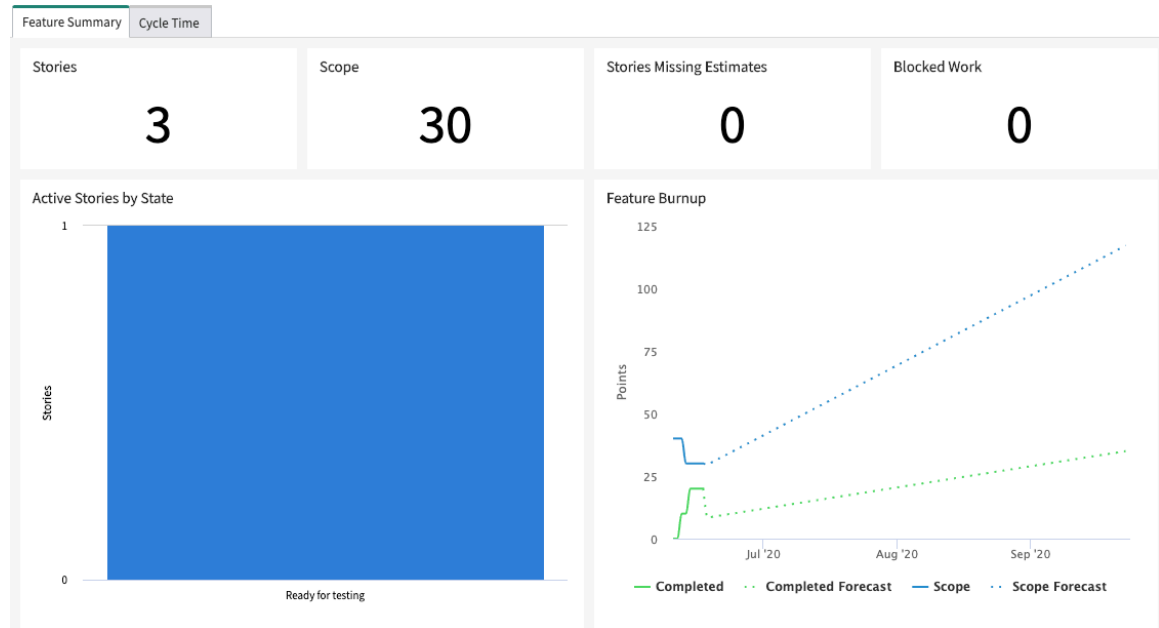 Feature Summary
Cycle Time
Stories
Scope
Stories Missing Estimates
Blocked Work
3
30
0
0
Active Stories by State
1
Stories
0
Ready for testing
Feature Burnup
125
100
75
50
25
0
Points
Jul '20
Aug '20
Sep '20
Completed
Completed Forecast
Scope
Scope Forecast